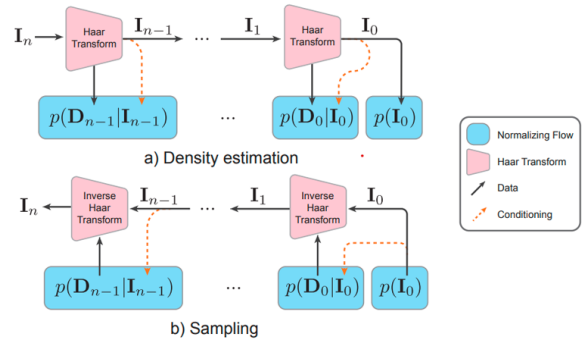 I_n
Haar
Transform
I_{n-1}
...
I_1
Haar
Transform
I_0
p(D_{n-1}|I_{n-1})
...
p(D_0|I_0)
p(I_0)
a) Density estimation
I_n
Inverse
Haar
Transform
I_{n-1}
...
I_1
Inverse
Haar
Transform
I_0
p(D_{n-1}|I_{n-1})
...
p(D_0|I_0)
p(I_0)
b) Sampling
Normalizing Flow
Haar Transform
Data
Conditioning